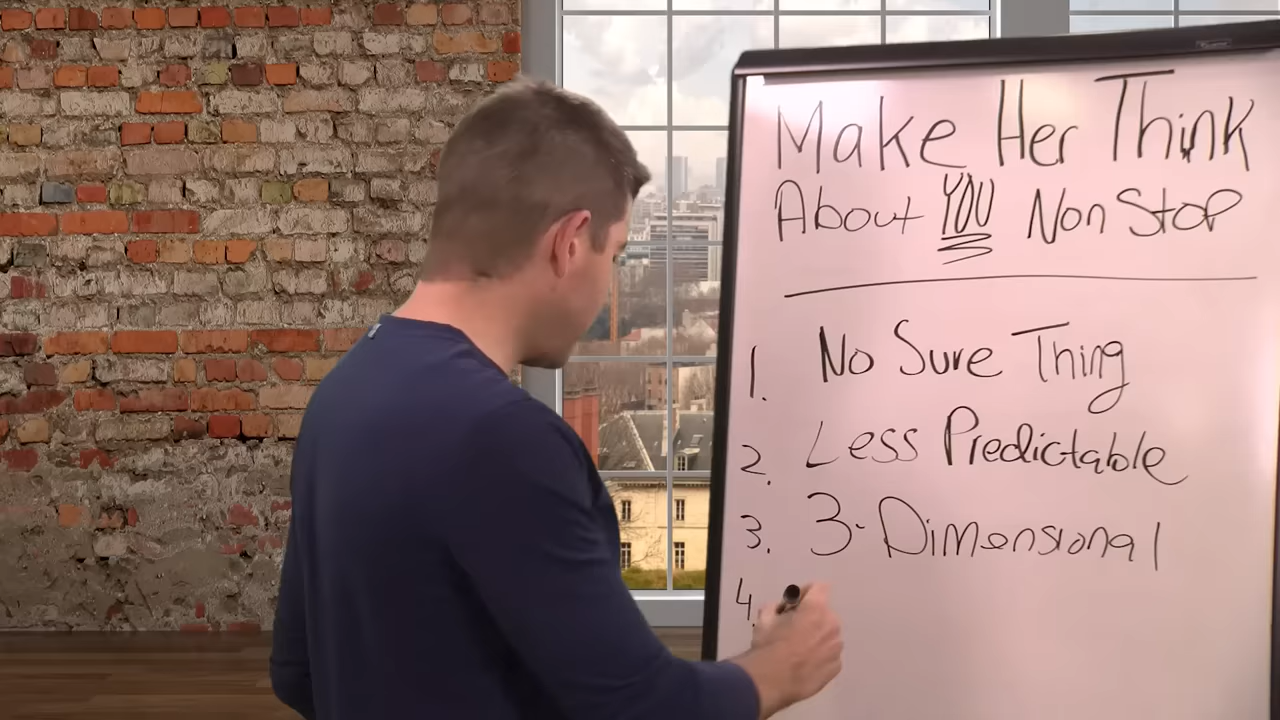 Make Her Think
About YOU Non Stop
1. No Sure Thing
2. Less Predictable
3. 3-Dimensional
4.